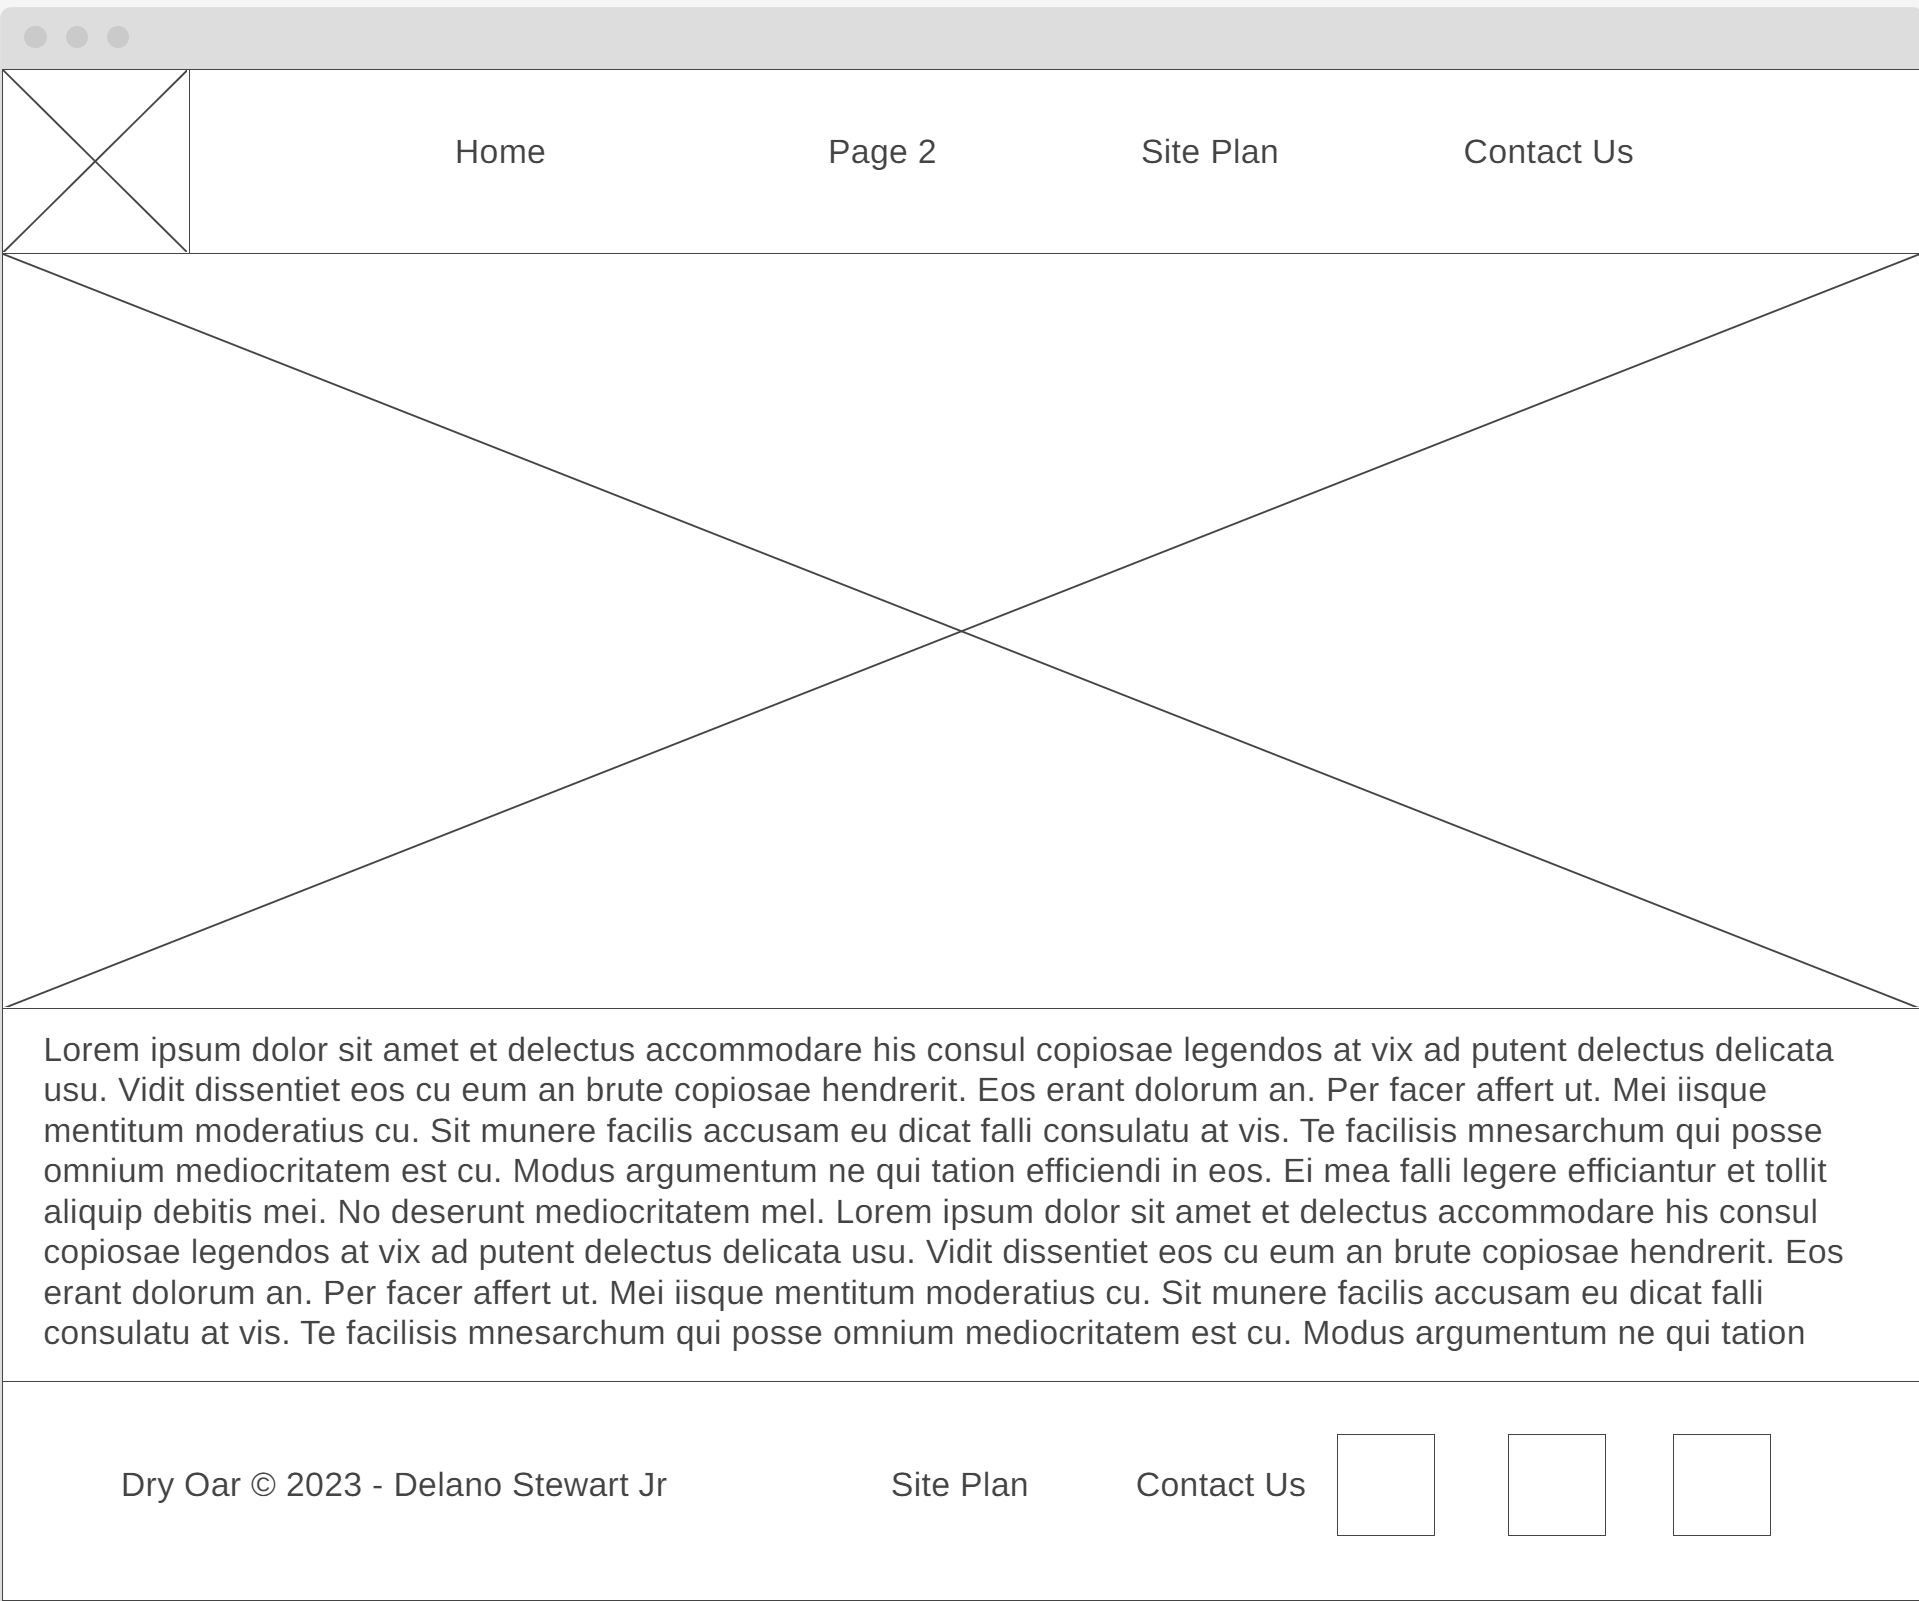 Home Page 2 Site Plan Contact Us
Lorem ipsum dolor sit amet et delectus accommodare his consul copiosae legendos at vix ad putent delectus delicata
usu. Vidit dissentiet eos cu eum an brute copiosae hendrerit. Eos erant dolorum an. Per facer affert ut. Mei iisque
mentitum moderatius cu. Sit munere facilis accusam eu dicat falli consulatu at vis. Te facilisis mnesarchum qui posse
omnium mediocritatem est cu. Modus argumentum ne qui tation efficiendi in eos. Ei mea falli legere efficiantur et tollit
aliquip debitis mei. No deserunt mediocritatem mel. Lorem ipsum dolor sit amet et delectus accommodare his consul
copiosae legendos at vix ad putent delectus delicata usu. Vidit dissentiet eos cu eum an brute copiosae hendrerit. Eos
erant dolorum an. Per facer affert ut. Mei iisque mentitum moderatius cu. Sit munere facilis accusam eu dicat falli
consulatu at vis. Te facilisis mnesarchum qui posse omnium mediocritatem est cu. Modus argumentum ne qui tation
Dry Oar © 2023 - Delano Stewart Jr Site Plan Contact Us